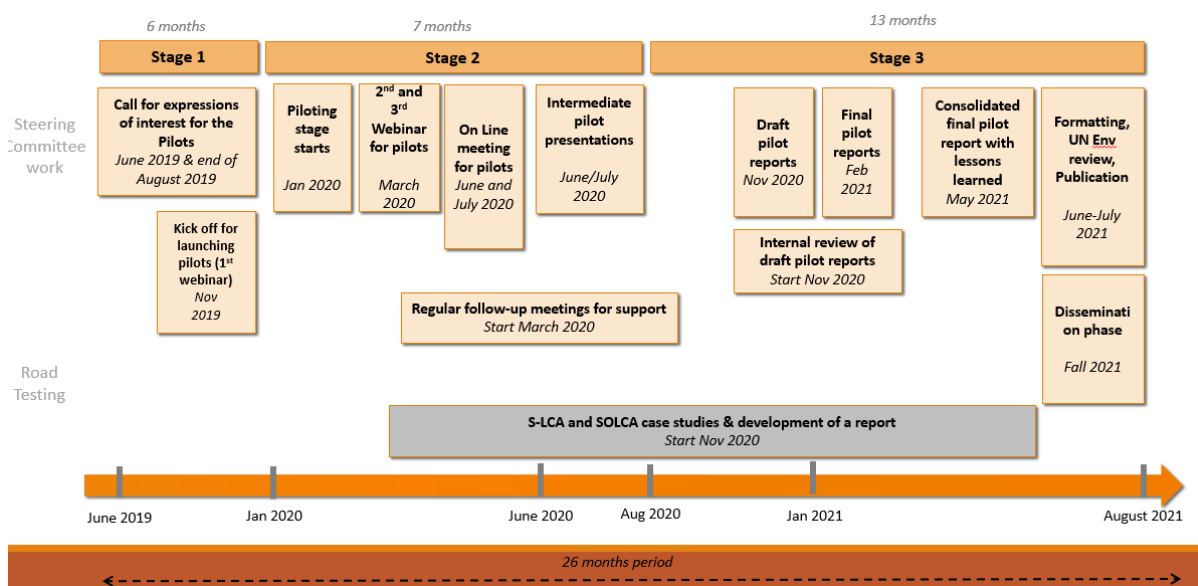 6 months
7 months
13 months
Stage 1
Stage 2
Stage 3
Steering
Committee
work
Call for expressions
of interest for the
Pilots
June 2019 & end of
August 2019
Kick off for
launching
pilots (1st
webinar)
Nov
2019
Piloting
stage
starts
Jan 2020
2nd and
3rd
Webinar
for pilots
March
2020
On Line
meeting
for pilots
June and
July 2020
Intermediate
pilot
presentations
June/July
2020
Regular follow-up meetings for support
Start March 2020
Draft
pilot
reports
Nov 2020
Final
pilot
reports
Feb
2021
Internal review of
draft pilot reports
Start Nov 2020
Consolidated
final pilot
report with
lessons
learned
May 2021
Formatting,
UN Env
review,
Publication
June-July
2021
Disseminati
on phase
Fall 2021
Road
Testing
S-LCA and SOLCA case studies & development of a report
Start Nov 2020
June 2019
Jan 2020
June 2020
Aug 2020
Jan 2021
August 2021
26 months period